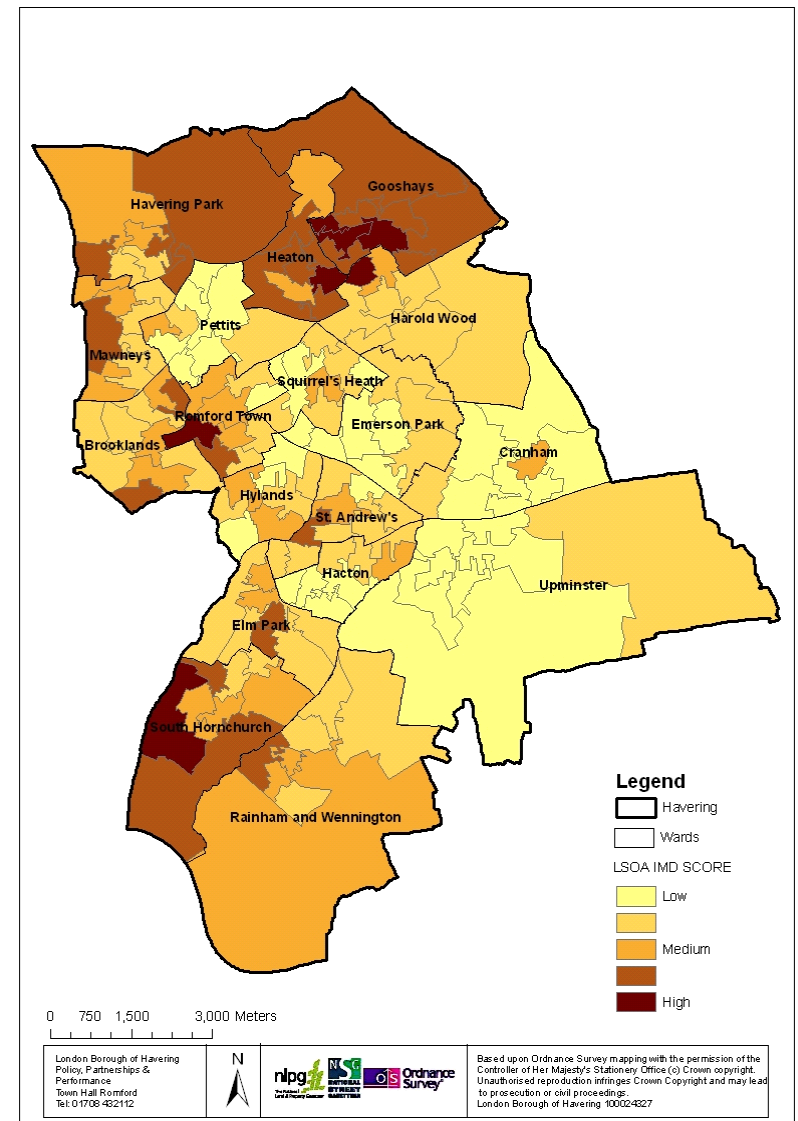 Gooshays
Havering Park
Heaton
Harold Wood
Pettits
Mawneys
Squirrel's Heath
Romford Town
Emerson Park
Brooklands
Cranham
Hylands
St. Andrew's
Hacton
Upminster
Elm Park
South Hornchurch
Rainham and Wennington
Legend
Havering
Wards
LSOA IMD SCORE
Low
Medium
High
0 750 1,500 3,000 Meters
London Borough of Havering
Policy, Partnerships &
Performance
Town Hall Romford
Tel: 01708 432112
N
nlpg
NSG
NATIONAL
STREET
GAZETTEER
OS Ordnance
Survey
Based upon Ordnance Survey mapping with the permission of the
Controller of Her Majesty's Stationery Office (c) Crown copyright.
Unauthorised reproduction infringes Crown Copyright and may lead
to prosecution or civil proceedings.
London Borough of Havering 100024327